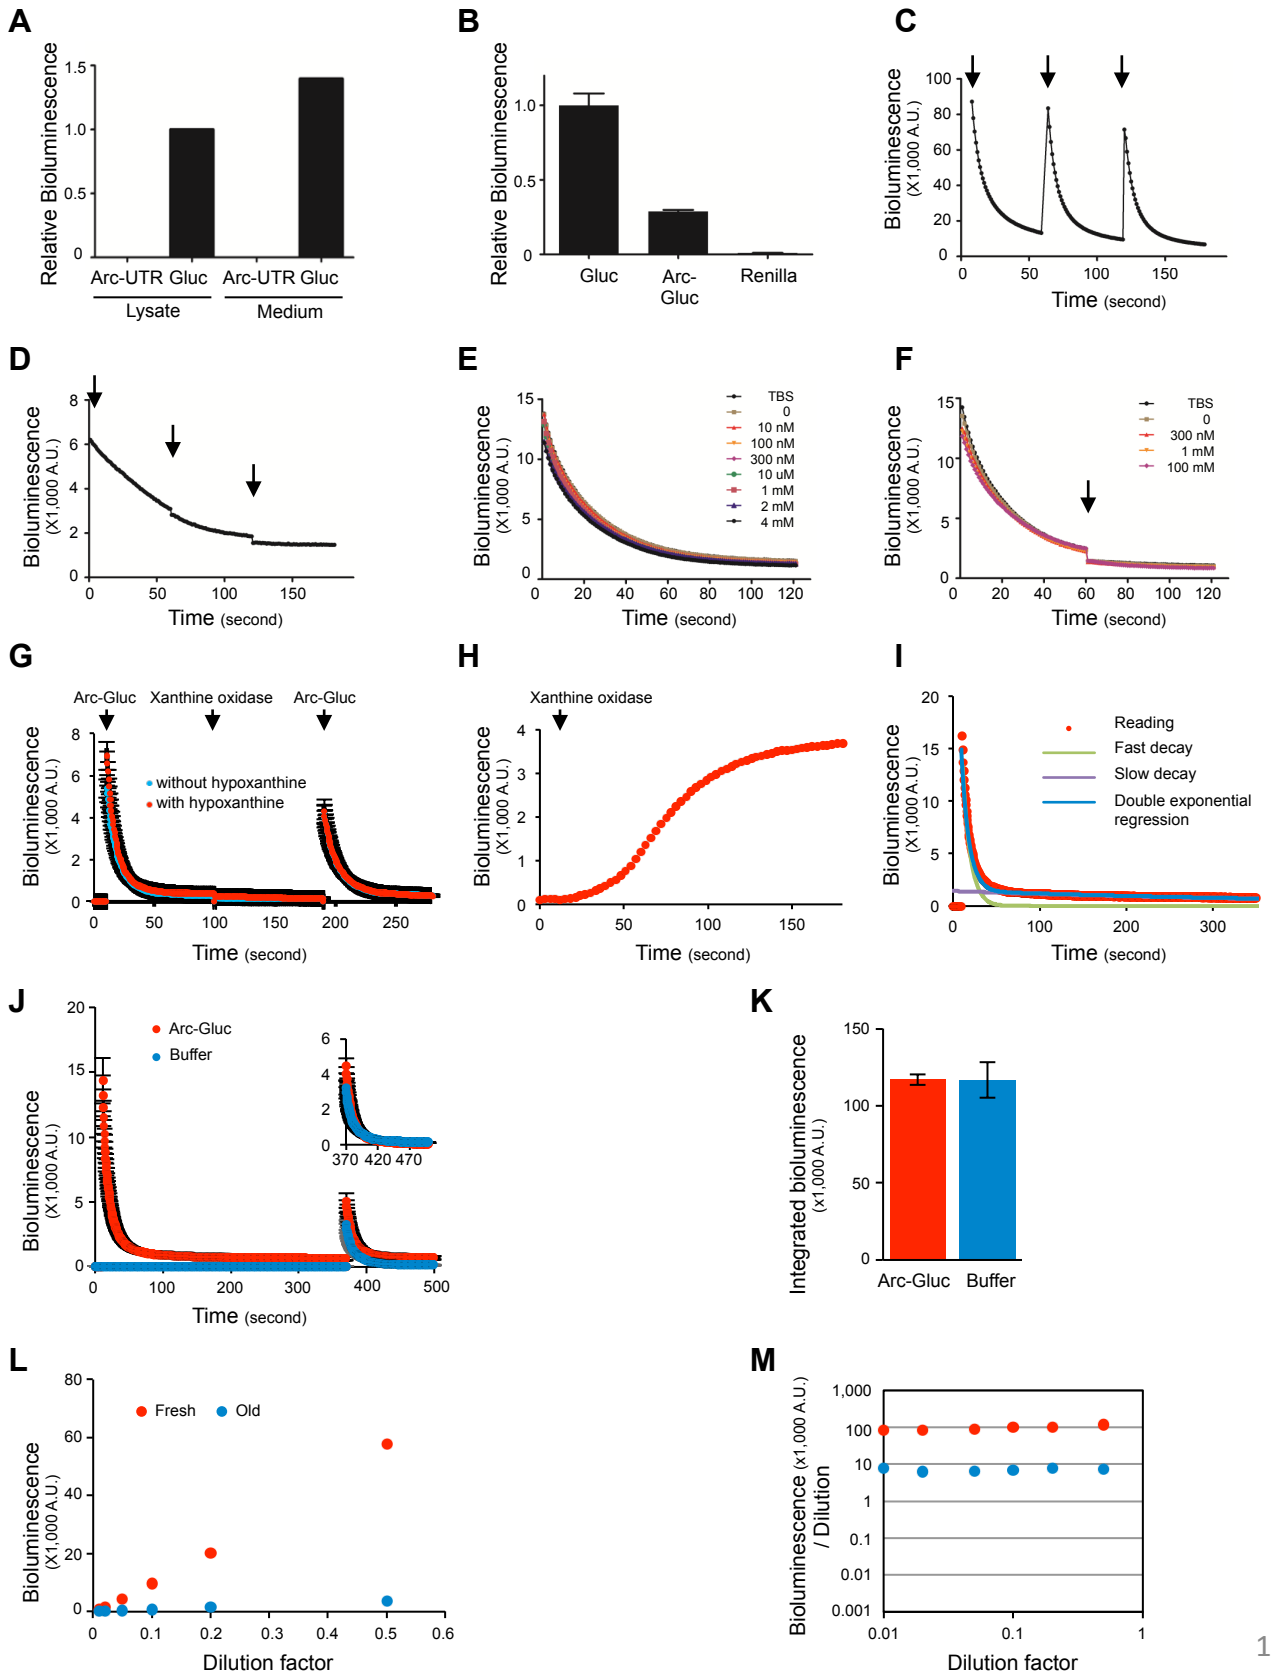 A
Relative Bioluminescence
1.5
1.0
0.5
0
Arc-UTR Gluc Arc-UTR Gluc
Lysate Medium
B
Relative Bioluminescence
1.0
0.5
0
Gluc Arc-Gluc Renilla
C
Bioluminescence
(X1,000 A.U.)
100
80
60
40
20
0
0 50 100 150
Time (second)
D
Bioluminescence
(X1,000 A.U.)
8
6
4
2
0
0 50 100 150
Time (second)
E
Bioluminescence
(X1,000 A.U.)
15
10
5
0
TBS
0
10 nM
100 nM
300 nM
10 uM
1 mM
2 mM
4 mM
0 20 40 60 80 100 120
Time (second)
F
Bioluminescence
(X1,000 A.U.)
15
10
5
0
TBS
0
300 nM
1 mM
100 mM
0 20 40 60 80 100 120
Time (second)
G
Arc-Gluc Xanthine oxidase Arc-Gluc
Bioluminescence
(X1,000 A.U.)
8
6
4
2
0
without hypoxanthine
with hypoxanthine
0 50 100 150 200 250
Time (second)
H
Xanthine oxidase
Bioluminescence
(X1,000 A.U.)
4
3
2
1
0
0 50 100 150
Time (second)
I
Bioluminescence
(X1,000 A.U.)
20
15
10
5
0
Reading
Fast decay
Slow decay
Double exponential
regression
0 100 200 300
Time (second)
J
Bioluminescence
(X1,000 A.U.)
20
15
10
5
0
Arc-Gluc
Buffer
6
4
2
0
370 420 470
0 100 200 300 400 500
Time (second)
K
Integrated bioluminescence
(x1,000 A.U.)
150
100
50
0
Arc-Gluc Buffer
L
Bioluminescence
(X1,000 A.U.)
80
60
40
20
0
Fresh Old
0 0.1 0.2 0.3 0.4 0.5 0.6
Dilution factor
M
Bioluminescence (x1,000 A.U.)
/ Dilution
1,000
100
10
1
0.1
0.01
0.001
0.01 0.1 1
Dilution factor
1